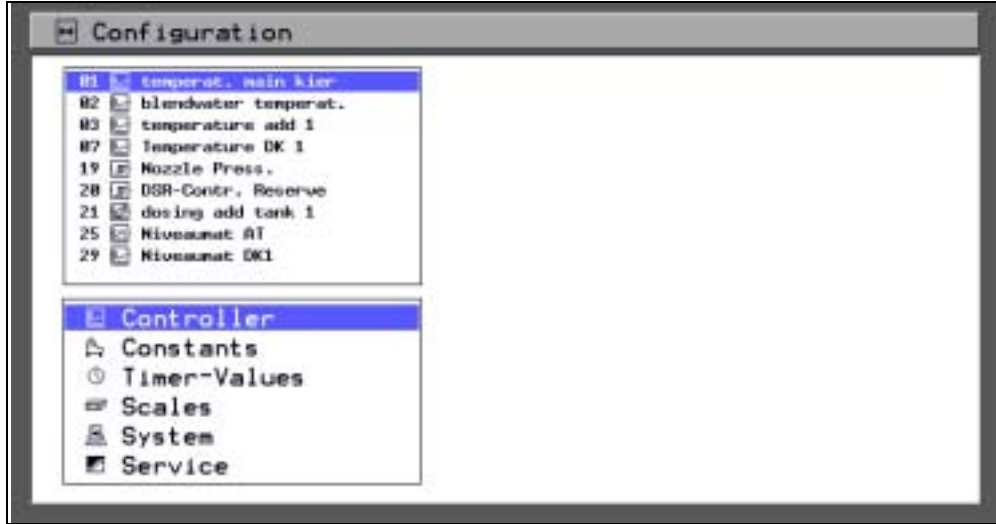 Configuration
01 temperat. main kier
02 blendwater temperat.
03 temperature add 1
07 Temperature DK 1
19 Nozzle Press.
20 DSR-Contr. Reserve
21 dosing add tank 1
25 Niveaumat AT
29 Niveaumat DK1
Controller
Constants
Timer-Values
Scales
System
Service